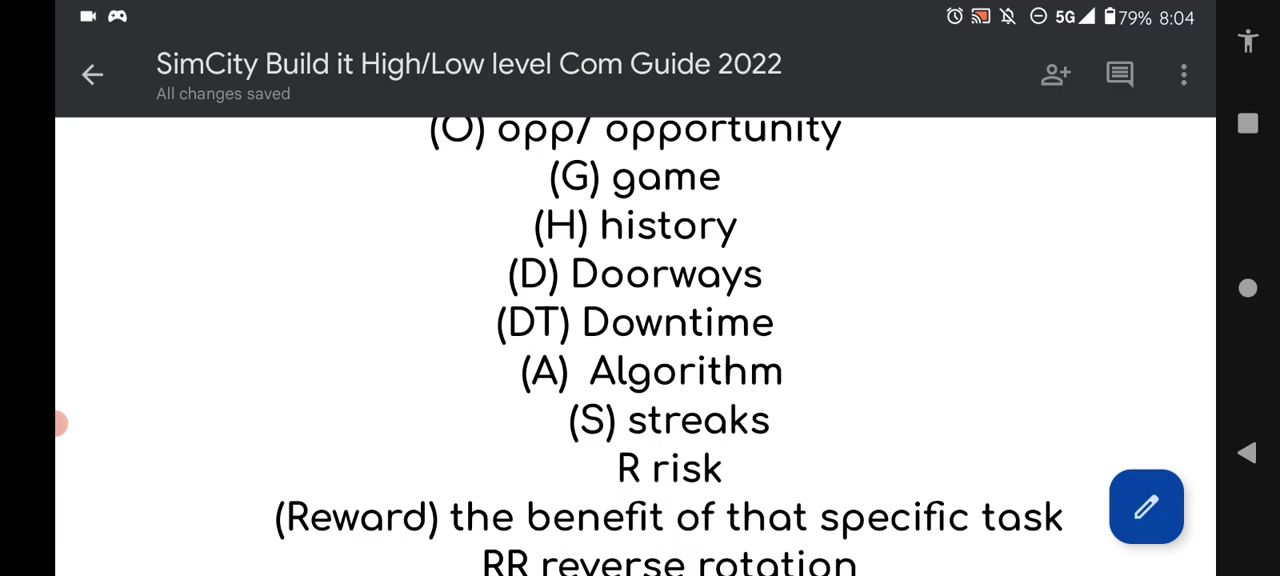 5G 79% 8:04
SimCity Build it High/Low level Com Guide 2022
All changes saved
(O) opp/ opportunity
(G) game
(H) history
(D) Doorways
(DT) Downtime
(A) Algorithm
(S) streaks
R risk
(Reward) the benefit of that specific task
RR reverse rotation